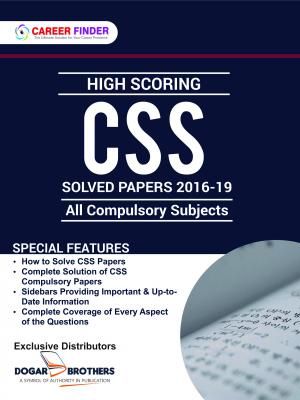 CAREER FINDER
The Ultimate Solution for Your Career Problems
HIGH SCORING
CSS
SOLVED PAPERS 2016-19
All Compulsory Subjects
SPECIAL FEATURES
• How to Solve CSS Papers
• Complete Solution of CSS
Compulsory Papers
• Sidebars Providing Important & Up-to-
Date Information
• Complete Coverage of Every Aspect
of the Questions
Exclusive Distributors
DOGAR BROTHERS
A SYMBOL OF AUTHORITY IN PUBLICATION